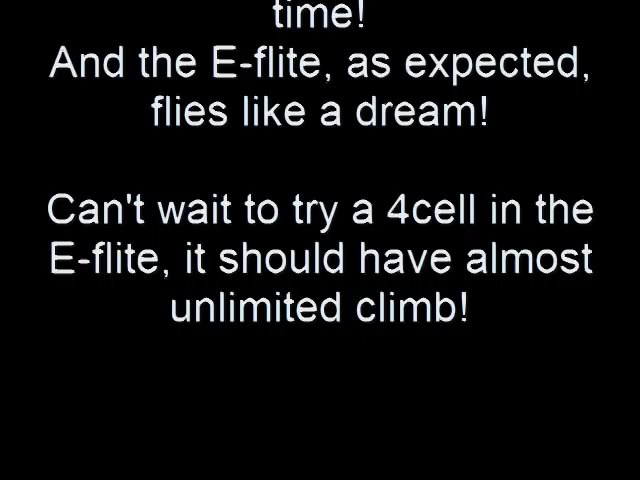 time!
And the E-flite, as expected,
flies like a dream!
Can't wait to try a 4cell in the
E-flite, it should have almost
unlimited climb!